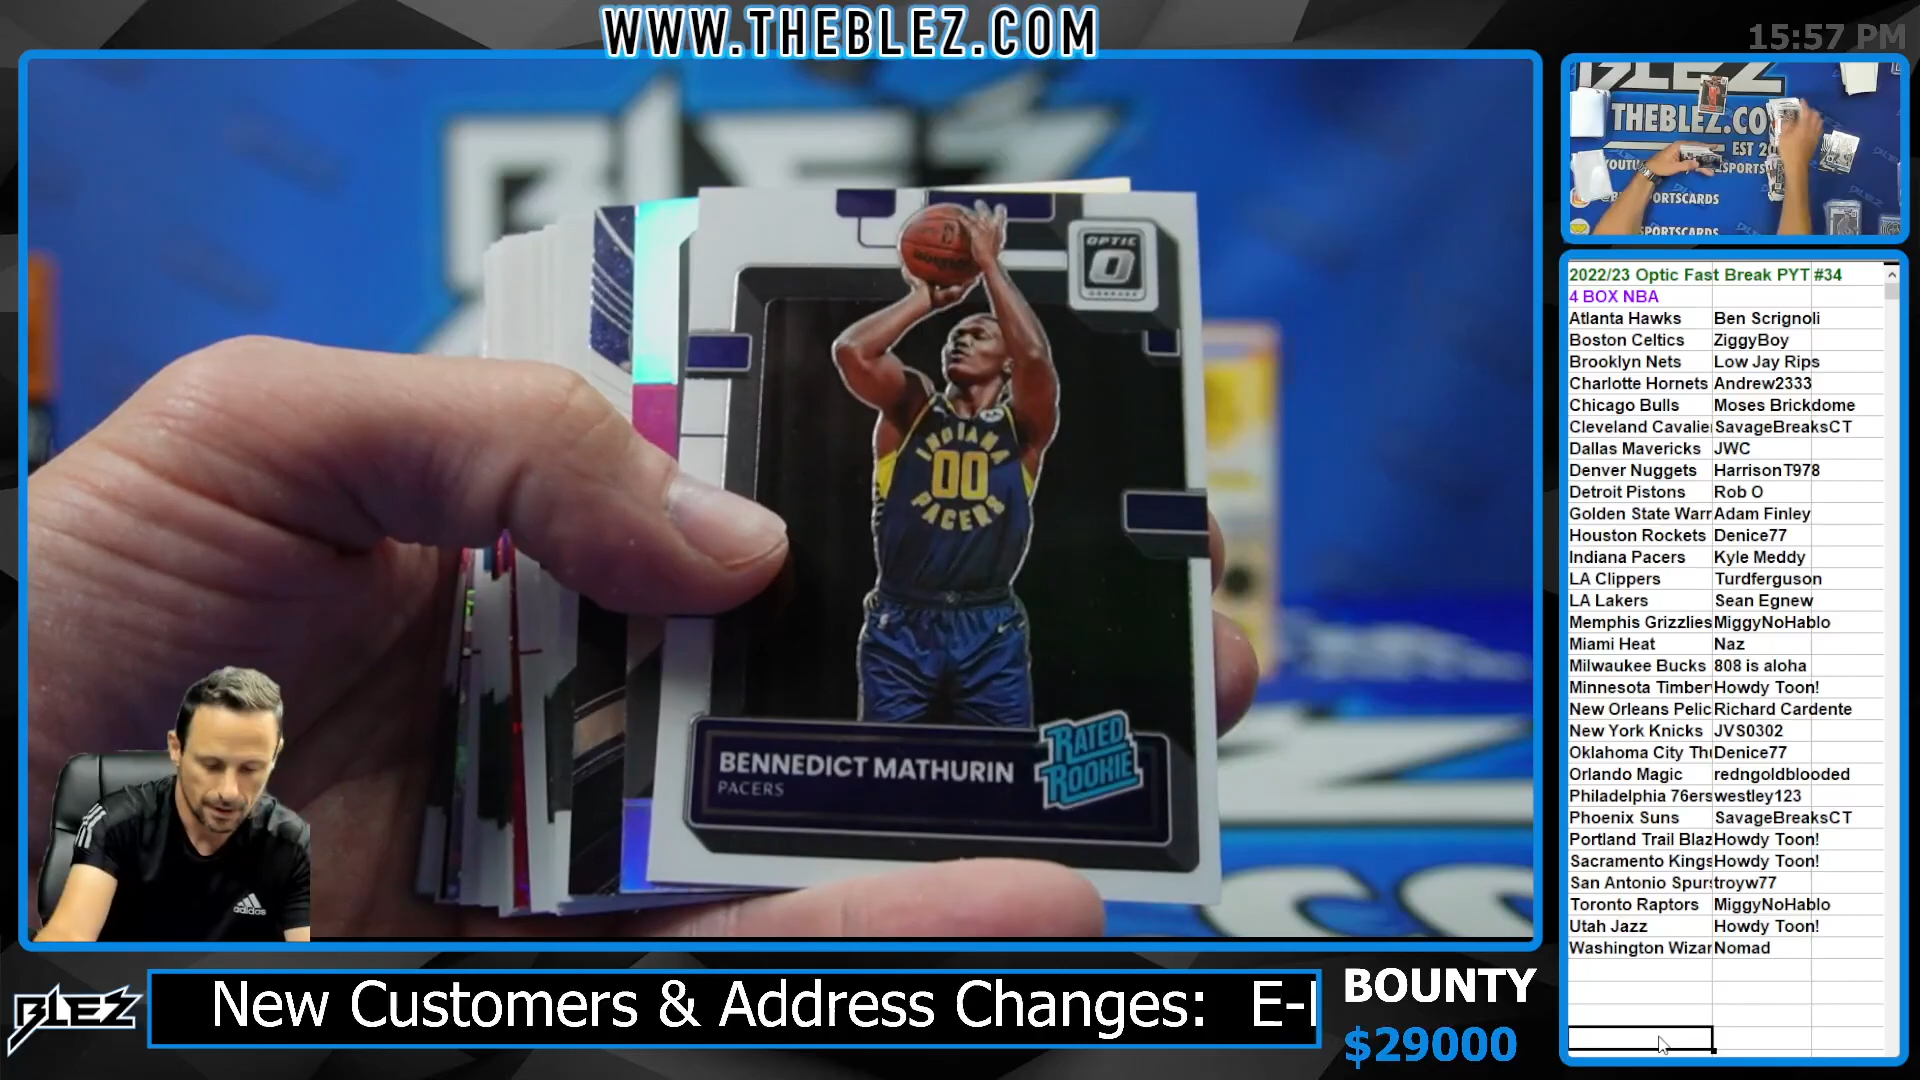 WWW.THEBLEZ.COM
15:57 PM
OPTIC
INDIANA
00
PACERS
BENNEDICT MATHURIN
PACERS
RATED
ROOKIE
adidas
BLEZ
THEBLEZ.CO
EST 20
YOUTU
SPORTS
ORTSCARDS
SPORTSCARDS
2022/23 Optic Fast Break PYT #34
4 BOX NBA
Atlanta Hawks Ben Scrignoli
Boston Celtics ZiggyBoy
Brooklyn Nets Low Jay Rips
Charlotte Hornets Andrew2333
Chicago Bulls Moses Brickdome
Cleveland Cavalie SavageBreaksCT
Dallas Mavericks JWC
Denver Nuggets HarrisonT978
Detroit Pistons Rob O
Golden State Warr Adam Finley
Houston Rockets Denice77
Indiana Pacers Kyle Meddy
LA Clippers Turdferguson
LA Lakers Sean Egnew
Memphis Grizzlies MiggyNoHablo
Miami Heat Naz
Milwaukee Bucks 808 is aloha
Minnesota Timber Howdy Toon!
New Orleans Pelic Richard Cardente
New York Knicks JVS0302
Oklahoma City Th Denice77
Orlando Magic redngoldblooded
Philadelphia 76ers westley123
Phoenix Suns SavageBreaksCT
Portland Trail Blaz Howdy Toon!
Sacramento Kings Howdy Toon!
San Antonio Spurs troyw77
Toronto Raptors MiggyNoHablo
Utah Jazz Howdy Toon!
Washington Wizar Nomad
BLEZ
New Customers & Address Changes: E-
BOUNTY
$29000